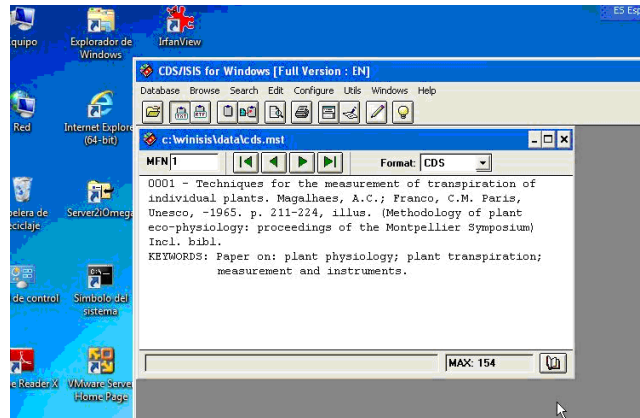 ES Esp
equipo
Explorador de
Windows
IrfanView
Red
Internet Explore
(64-bit)
pelera de
eciclaje
Server2iOmega
de control
Símbolo del
sistema
e Reader X
VMware Serve
Home Page
CDS/ISIS for Windows [Full Version : EN]
Database Browse Search Edit Configure Utils Windows Help
c:\winisis\data\cds.mst
MFN 1
Format: CDS
0001 - Techniques for the measurement of transpiration of
individual plants. Magalhaes, A.C.; Franco, C.M. Paris,
Unesco, -1965. p. 211-224, illus. (Methodology of plant
eco-physiology: proceedings of the Montpellier Symposium)
Incl. bibl.
KEYWORDS: Paper on: plant physiology; plant transpiration;
measurement and instruments.
MAX: 154